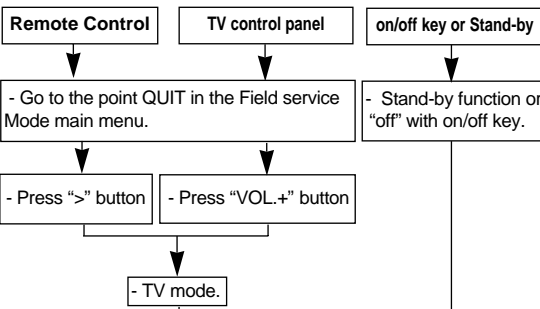 Remote Control
TV control panel
on/off key or Stand-by
- Go to the point QUIT in the Field service
Mode main menu.
- Stand-by function or
“off” with on/off key.
- Press “>” button
- Press “VOL.+” button
- TV mode.